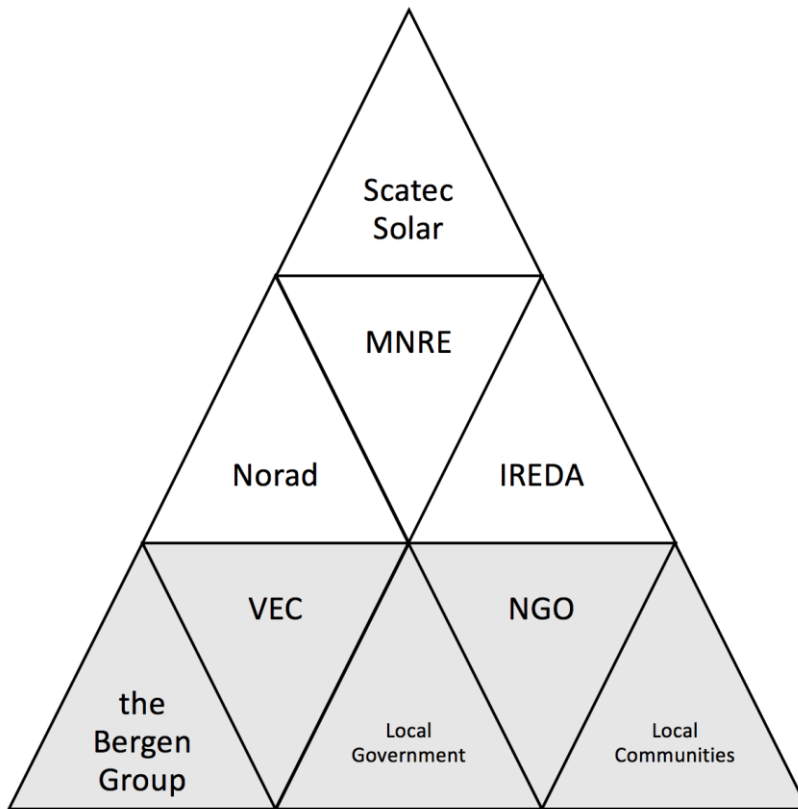 Scatec
Solar
MNRE
Norad
IREDA
VEC
NGO
the
Bergen
Group
Local
Government
Local
Communities